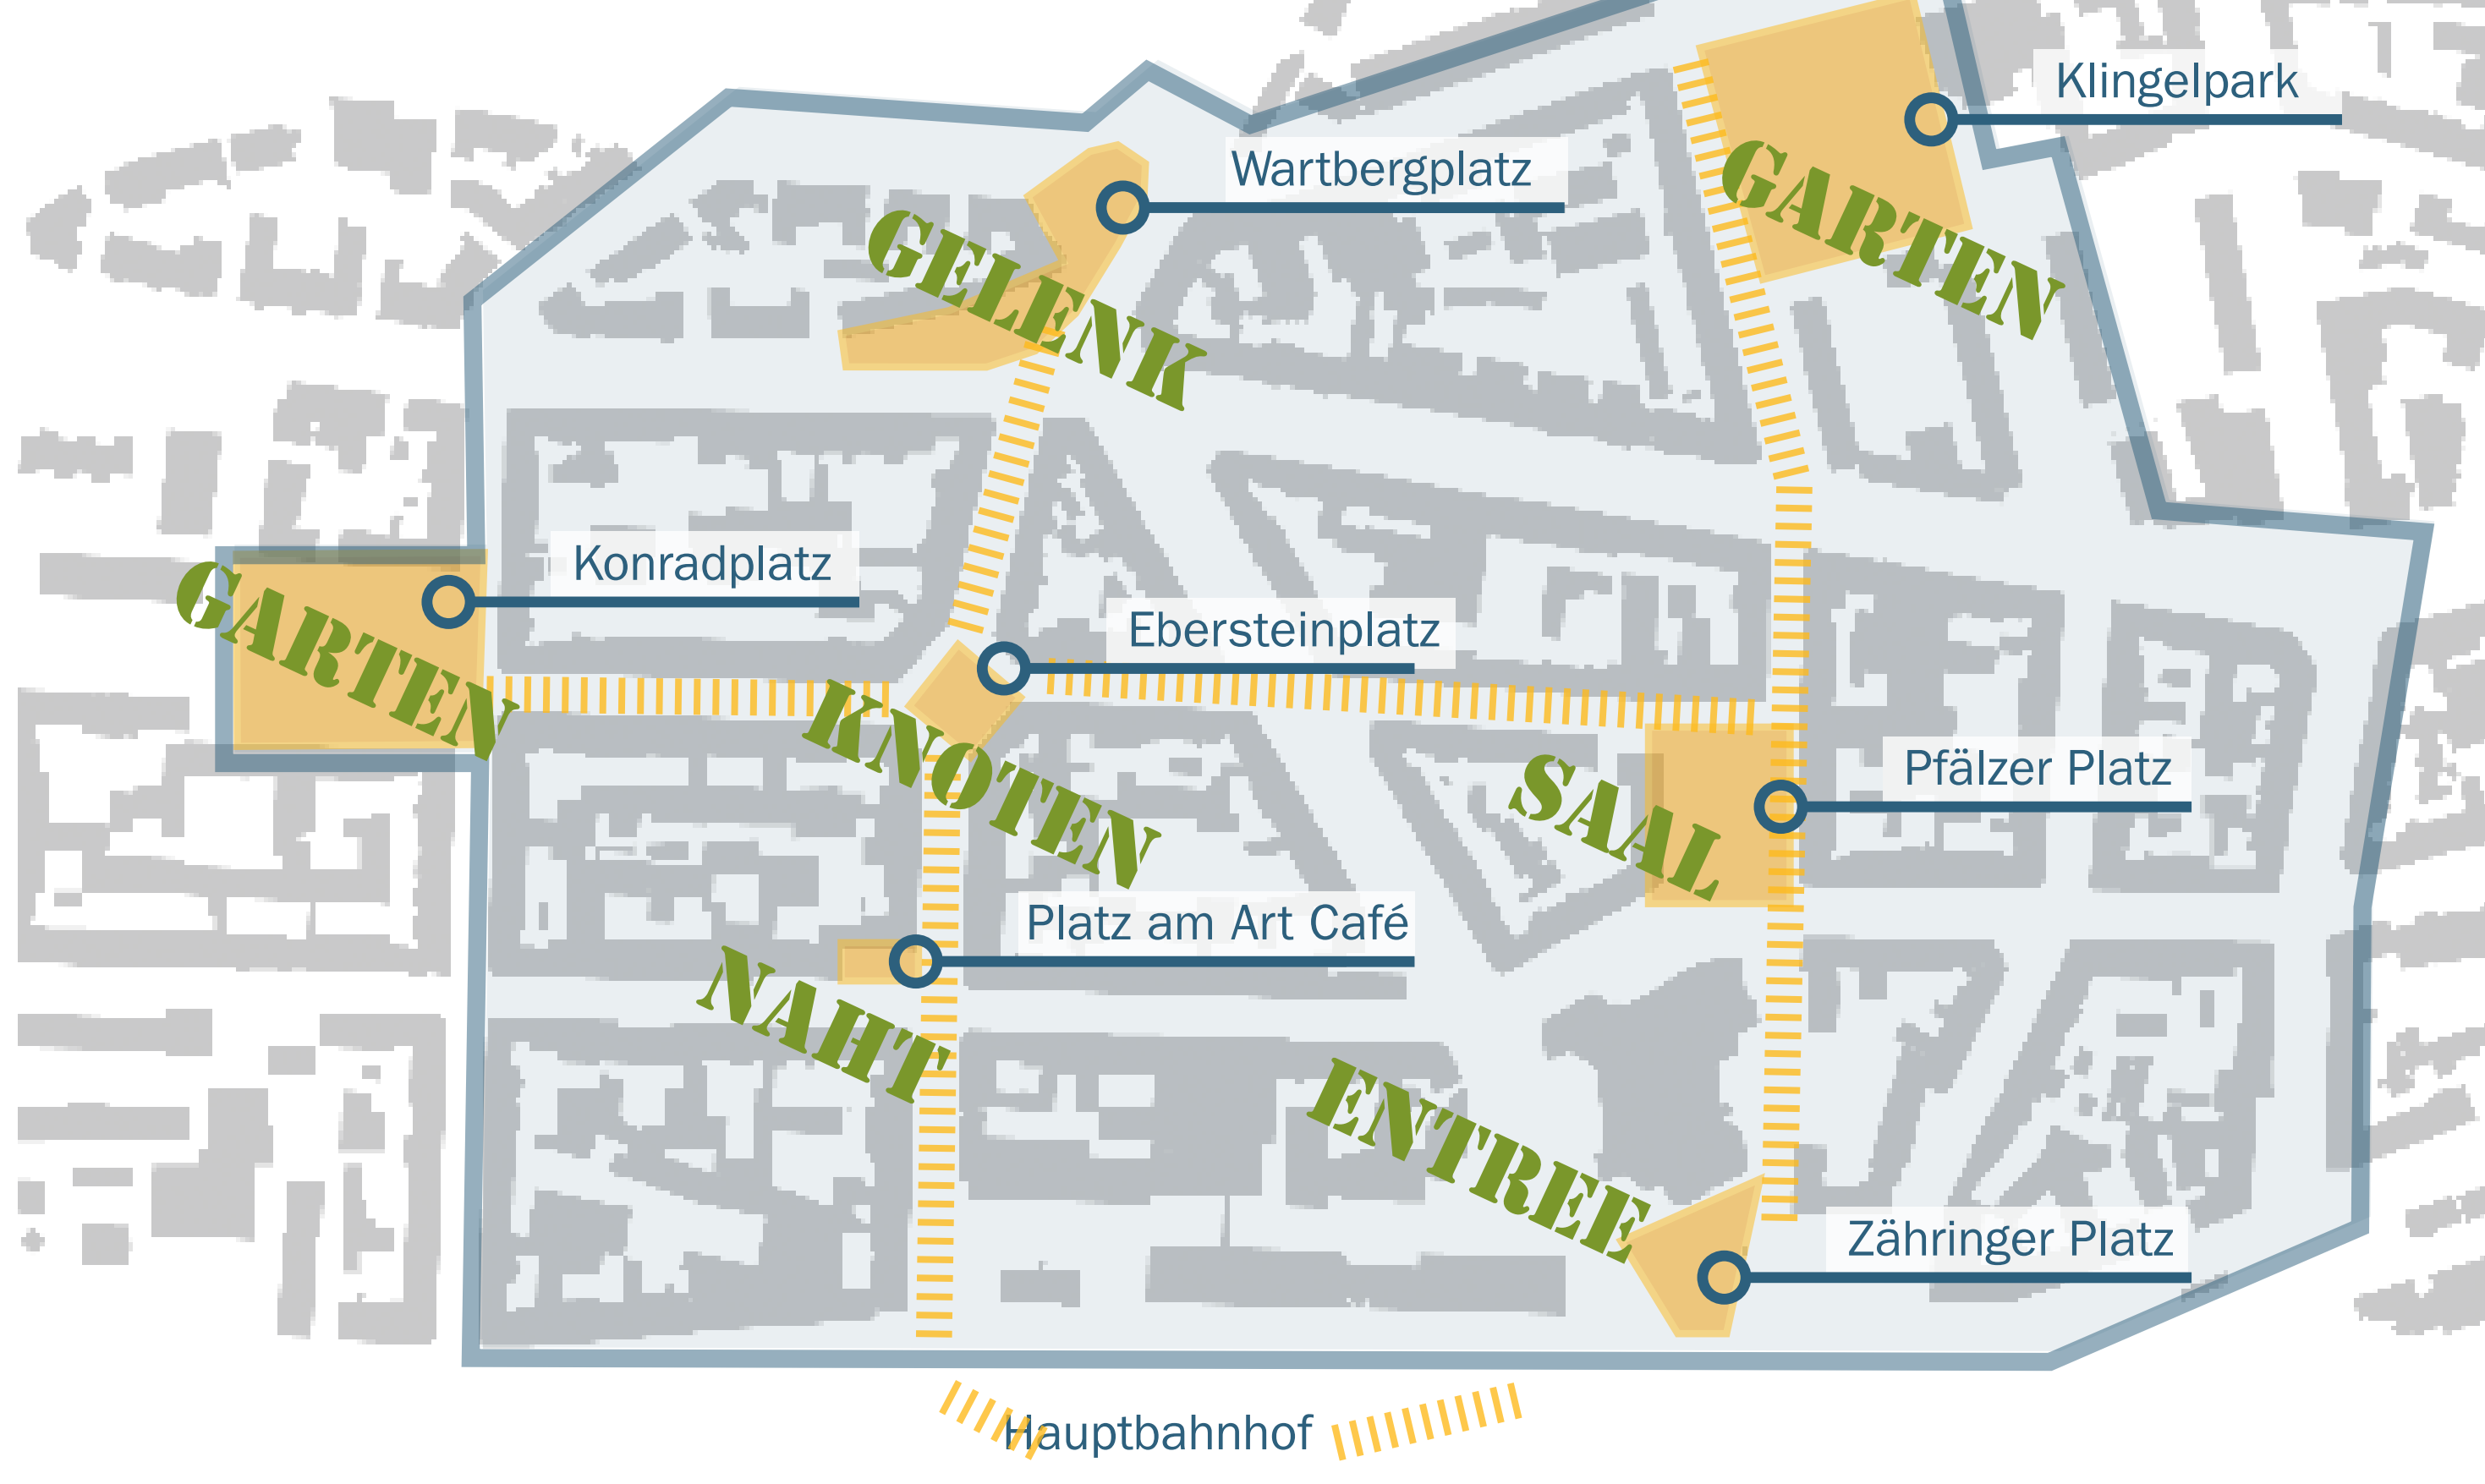 Klingelpark
GARTEN
Wartbergplatz
GELENK
Konradplatz
GARTEN
Ebersteinplatz
KNOTEN
Pfälzer Platz
SAAL
Platz am Art Café
NAHT
ENTREE
Zähringer Platz
Hauptbahnhof